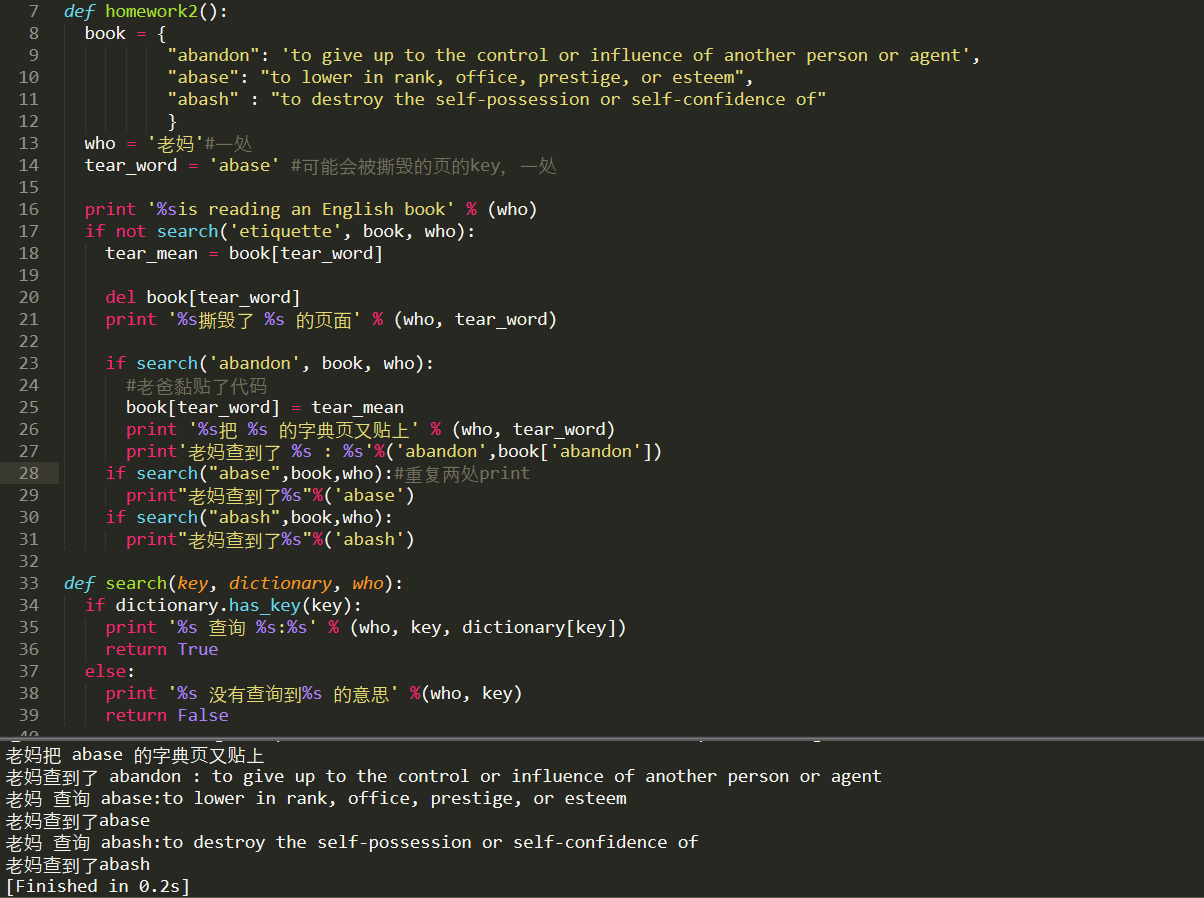 7 def homework2():
8 book = {
9 "abandon": 'to give up to the control or influence of another person or agent',
10 "abase": "to lower in rank, office, prestige, or esteem",
11 "abash" : "to destroy the self-possession or self-confidence of"
12 }
13 who = '老妈'#一处
14 tear_word = 'abase' #可能会被撕毁的页的key, 一处
15
16 print '%sis reading an English book' % (who)
17 if not search('etiquette', book, who):
18 tear_mean = book[tear_word]
19
20 del book[tear_word]
21 print '%s撕毁了 %s 的页面' % (who, tear_word)
22
23 if search('abandon', book, who):
24 #老爸黏贴了代码
25 book[tear_word] = tear_mean
26 print '%s把 %s 的字典页又贴上' % (who, tear_word)
27 print'老妈查到了 %s : %s'%('abandon',book['abandon'])
28 if search("abase",book,who):#重复两处print
29 print"老妈查到了%s"%('abase')
30 if search("abash",book,who):
31 print"老妈查到了%s"%('abash')
32
33 def search(key, dictionary, who):
34 if dictionary.has_key(key):
35 print '%s 查询 %s:%s' % (who, key, dictionary[key])
36 return True
37 else:
38 print '%s 没有查询到%s 的意思' %(who, key)
39 return False
40
老妈把 abase 的字典页又贴上
老妈查到了 abandon : to give up to the control or influence of another person or agent
老妈 查询 abase:to lower in rank, office, prestige, or esteem
老妈查到了abase
老妈 查询 abash:to destroy the self-possession or self-confidence of
老妈查到了abash
[Finished in 0.2s]